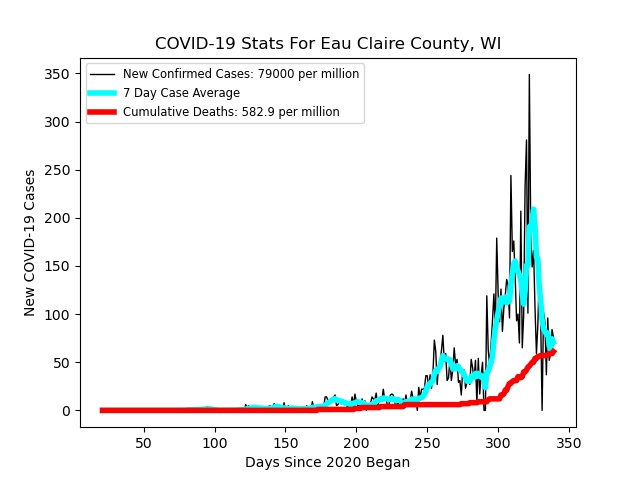 COVID-19 Stats For Eau Claire County, WI
New Confirmed Cases: 79000 per million
7 Day Case Average
Cumulative Deaths: 582.9 per million
New COVID-19 Cases
350
300
250
200
150
100
50
0
50 100 150 200 250 300 350
Days Since 2020 Began